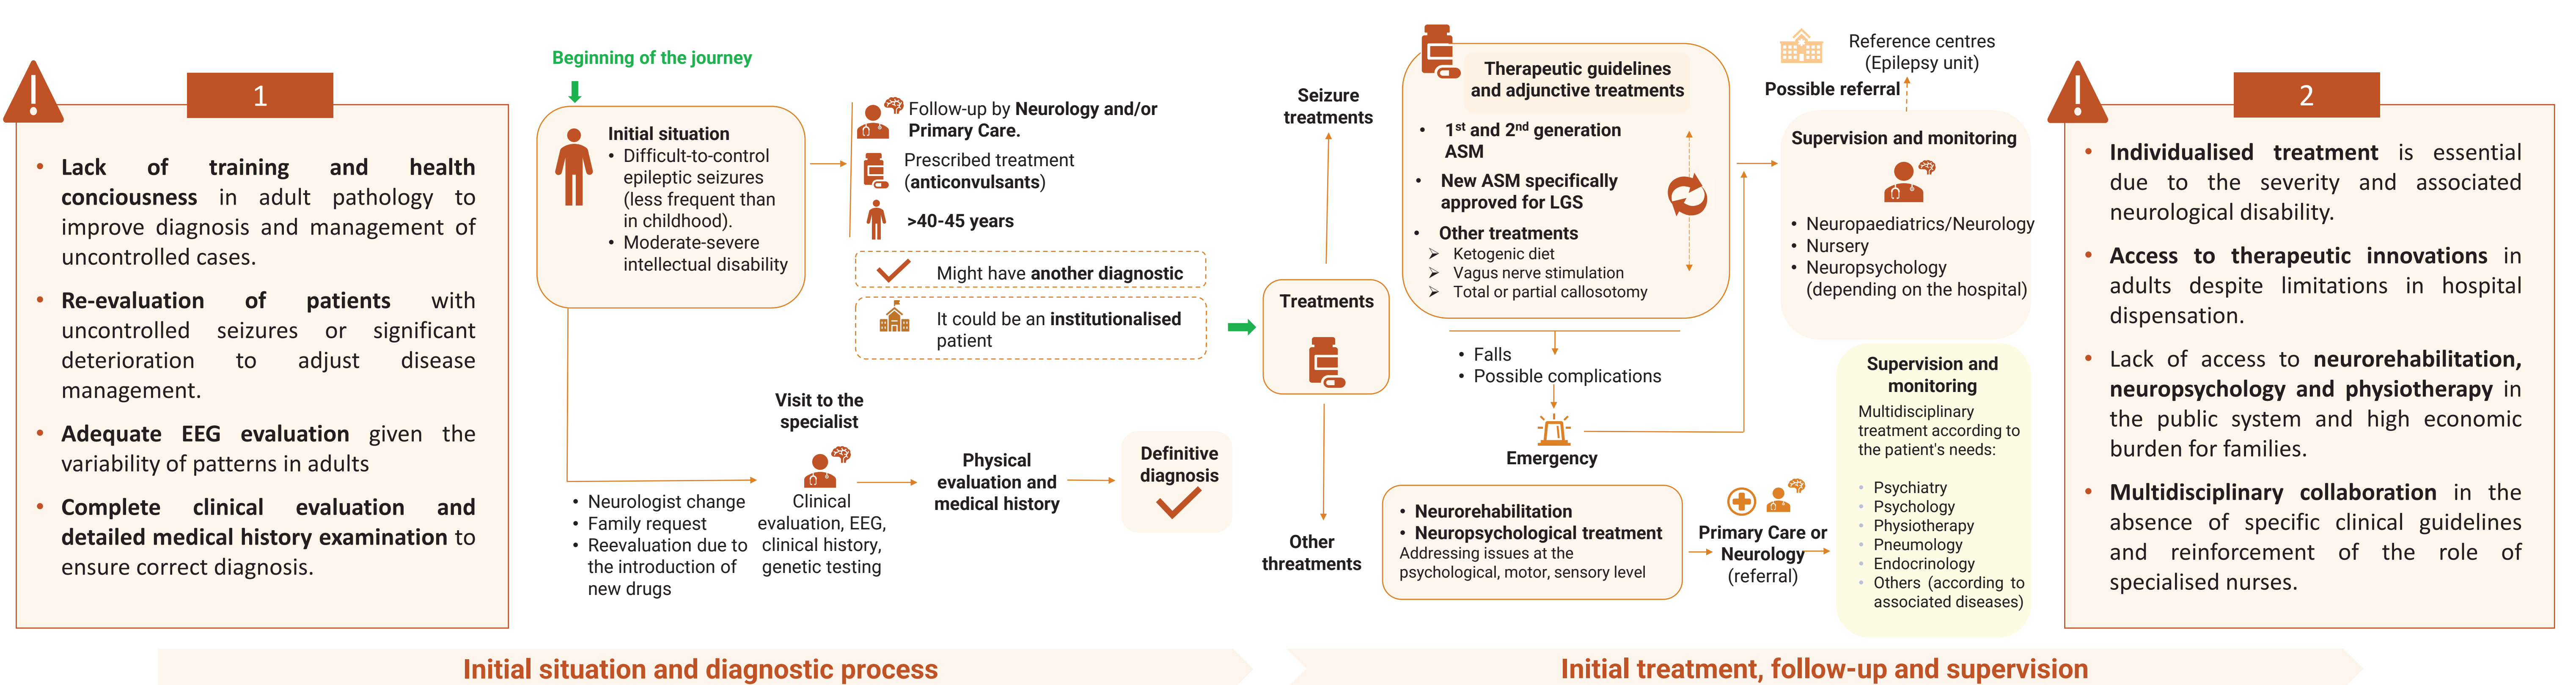 1
Lack of training and health
conciousness in adult pathology to
improve diagnosis and management of
uncontrolled cases.
Re-evaluation of patients with
uncontrolled seizures or significant
deterioration to adjust disease
management.
Adequate EEG evaluation given the
variability of patterns in adults
Complete clinical evaluation and
detailed medical history examination to
ensure correct diagnosis.
Beginning of the journey
Initial situation
• Difficult-to-control
epileptic seizures
(less frequent than
in childhood).
• Moderate-severe
intellectual disability
Follow-up by Neurology and/or
Primary Care.
Prescribed treatment
(anticonvulsants)
>40-45 years
Might have another diagnostic
It could be an institutionalised
patient
• Neurologist change
• Family request
• Reevaluation due to
the introduction of
new drugs
Visit to the
specialist
Clinical
evaluation, EEG,
clinical history,
genetic testing
Physical
evaluation and
medical history
Definitive
diagnosis
Treatments
Seizure
treatments
Other
threatments
Therapeutic guidelines
and adjunctive treatments
• 1st and 2nd generation
ASM
• New ASM specifically
approved for LGS
• Other treatments
➢ Ketogenic diet
➢ Vagus nerve stimulation
➢ Total or partial callosotomy
• Falls
• Possible complications
Emergency
• Neurorehabilitation
• Neuropsychological treatment
Addressing issues at the
psychological, motor, sensory level
Primary Care or
Neurology
(referral)
Reference centres
(Epilepsy unit)
Possible referral
Supervision and monitoring
• Neuropaediatrics/Neurology
• Nursery
• Neuropsychology
(depending on the hospital)
Supervision and
monitoring
Multidisciplinary
treatment according to
the patient's needs:
• Psychiatry
• Psychology
• Physiotherapy
• Pneumology
• Endocrinology
• Others (according to
associated diseases)
2
• Individualised treatment is essential
due to the severity and associated
neurological disability.
• Access to therapeutic innovations in
adults despite limitations in hospital
dispensation.
• Lack of access to neurorehabilitation,
neuropsychology and physiotherapy in
the public system and high economic
burden for families.
• Multidisciplinary collaboration in the
absence of specific clinical guidelines
and reinforcement of the role of
specialised nurses.
Initial situation and diagnostic process
Initial treatment, follow-up and supervision